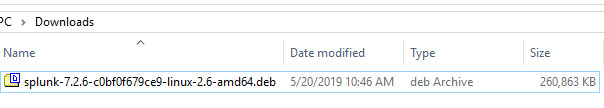 PC > Downloads
Name Date modified Type Size
splunk-7.2.6-c0bf0f679ce9-linux-2.6-amd64.deb 5/20/2019 10:46 AM deb Archive 260,863 KB